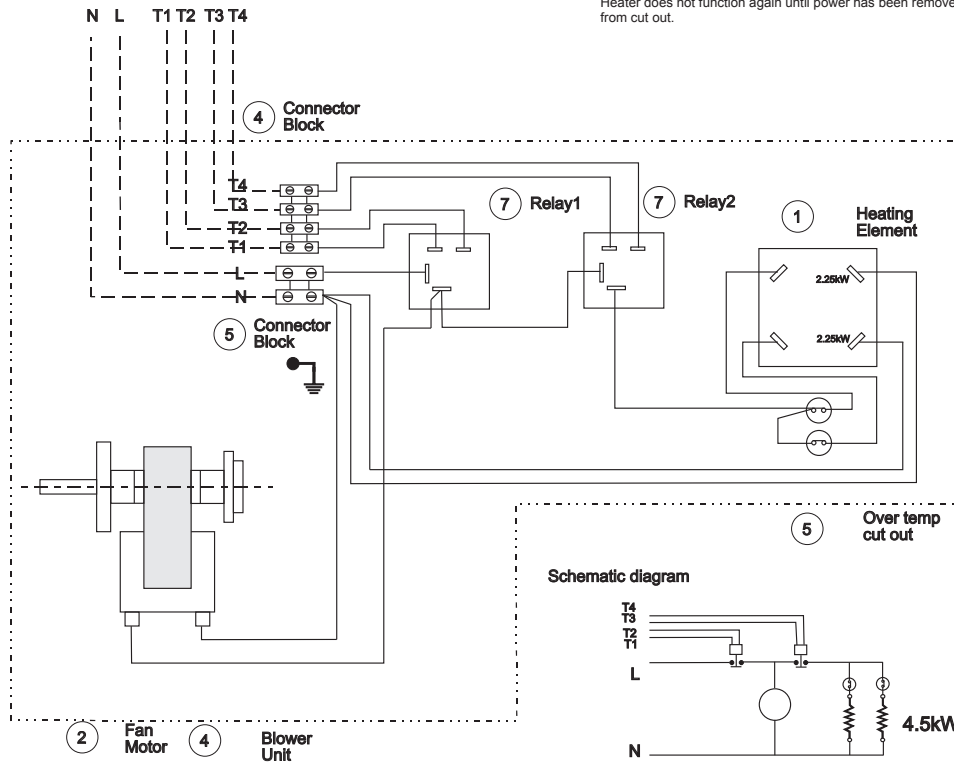 Heater does not function again until power has been remove
from cut out.
N L T1 T2 T3 T4
4 Connector
Block
T4
T3
T2
T1
L
N
7 Relay1
7 Relay2
1 Heating
Element
2.25kW
2.25kW
5 Connector
Block
5 Over temp
cut out
Schematic diagram
T4
T3
T2
T1
L
N
4.5kW
2 Fan
Motor
4 Blower
Unit